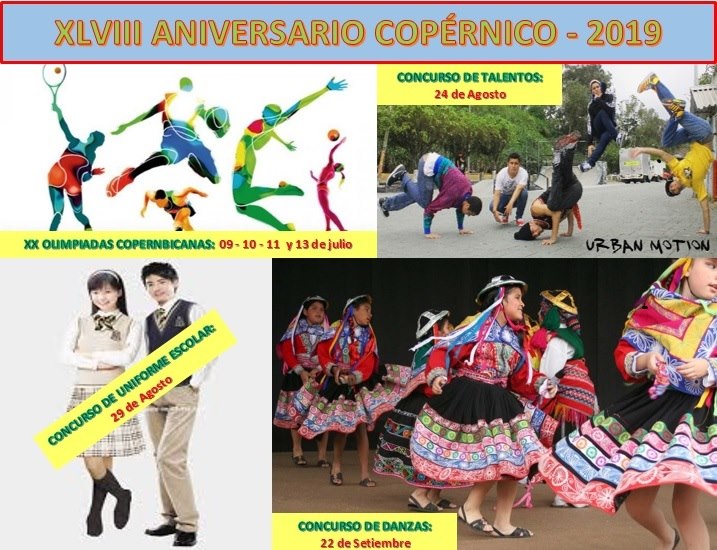 XLVIII ANIVERSARIO COPÉRNICO - 2019
CONCURSO DE TALENTOS:
24 de Agosto
URBAN MOTION
XX OLIMPIADAS COPERNBICANAS: 09 - 10 - 11 y 13 de julio
CONCURSO DE UNIFORME ESCOLAR:
29 de Agosto
CONCURSO DE DANZAS:
22 de Setiembre